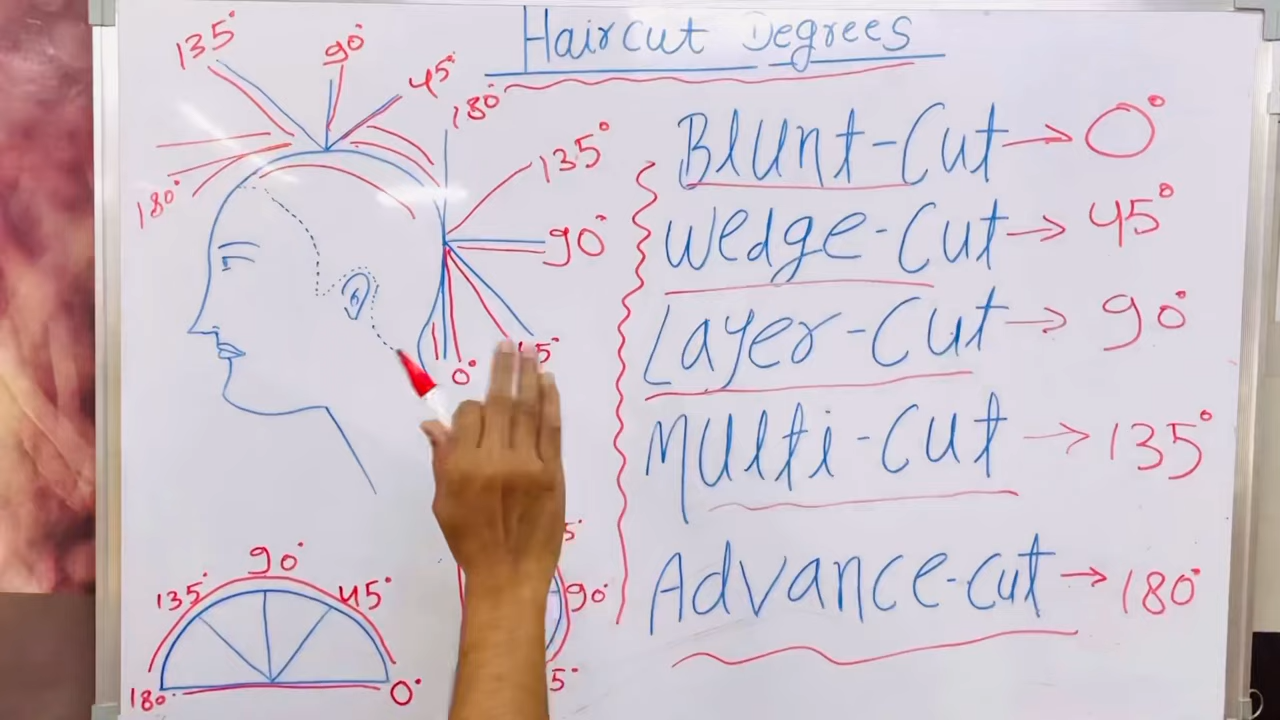 Haircut Degrees
135°
90°
45°
180°
180°
135°
90°
0°
Blunt-Cut → 0°
Wedge-Cut → 45°
Layer-Cut → 90°
Multi-Cut → 135°
Advance-Cut → 180°
90°
135°
45°
180°
0°
90°